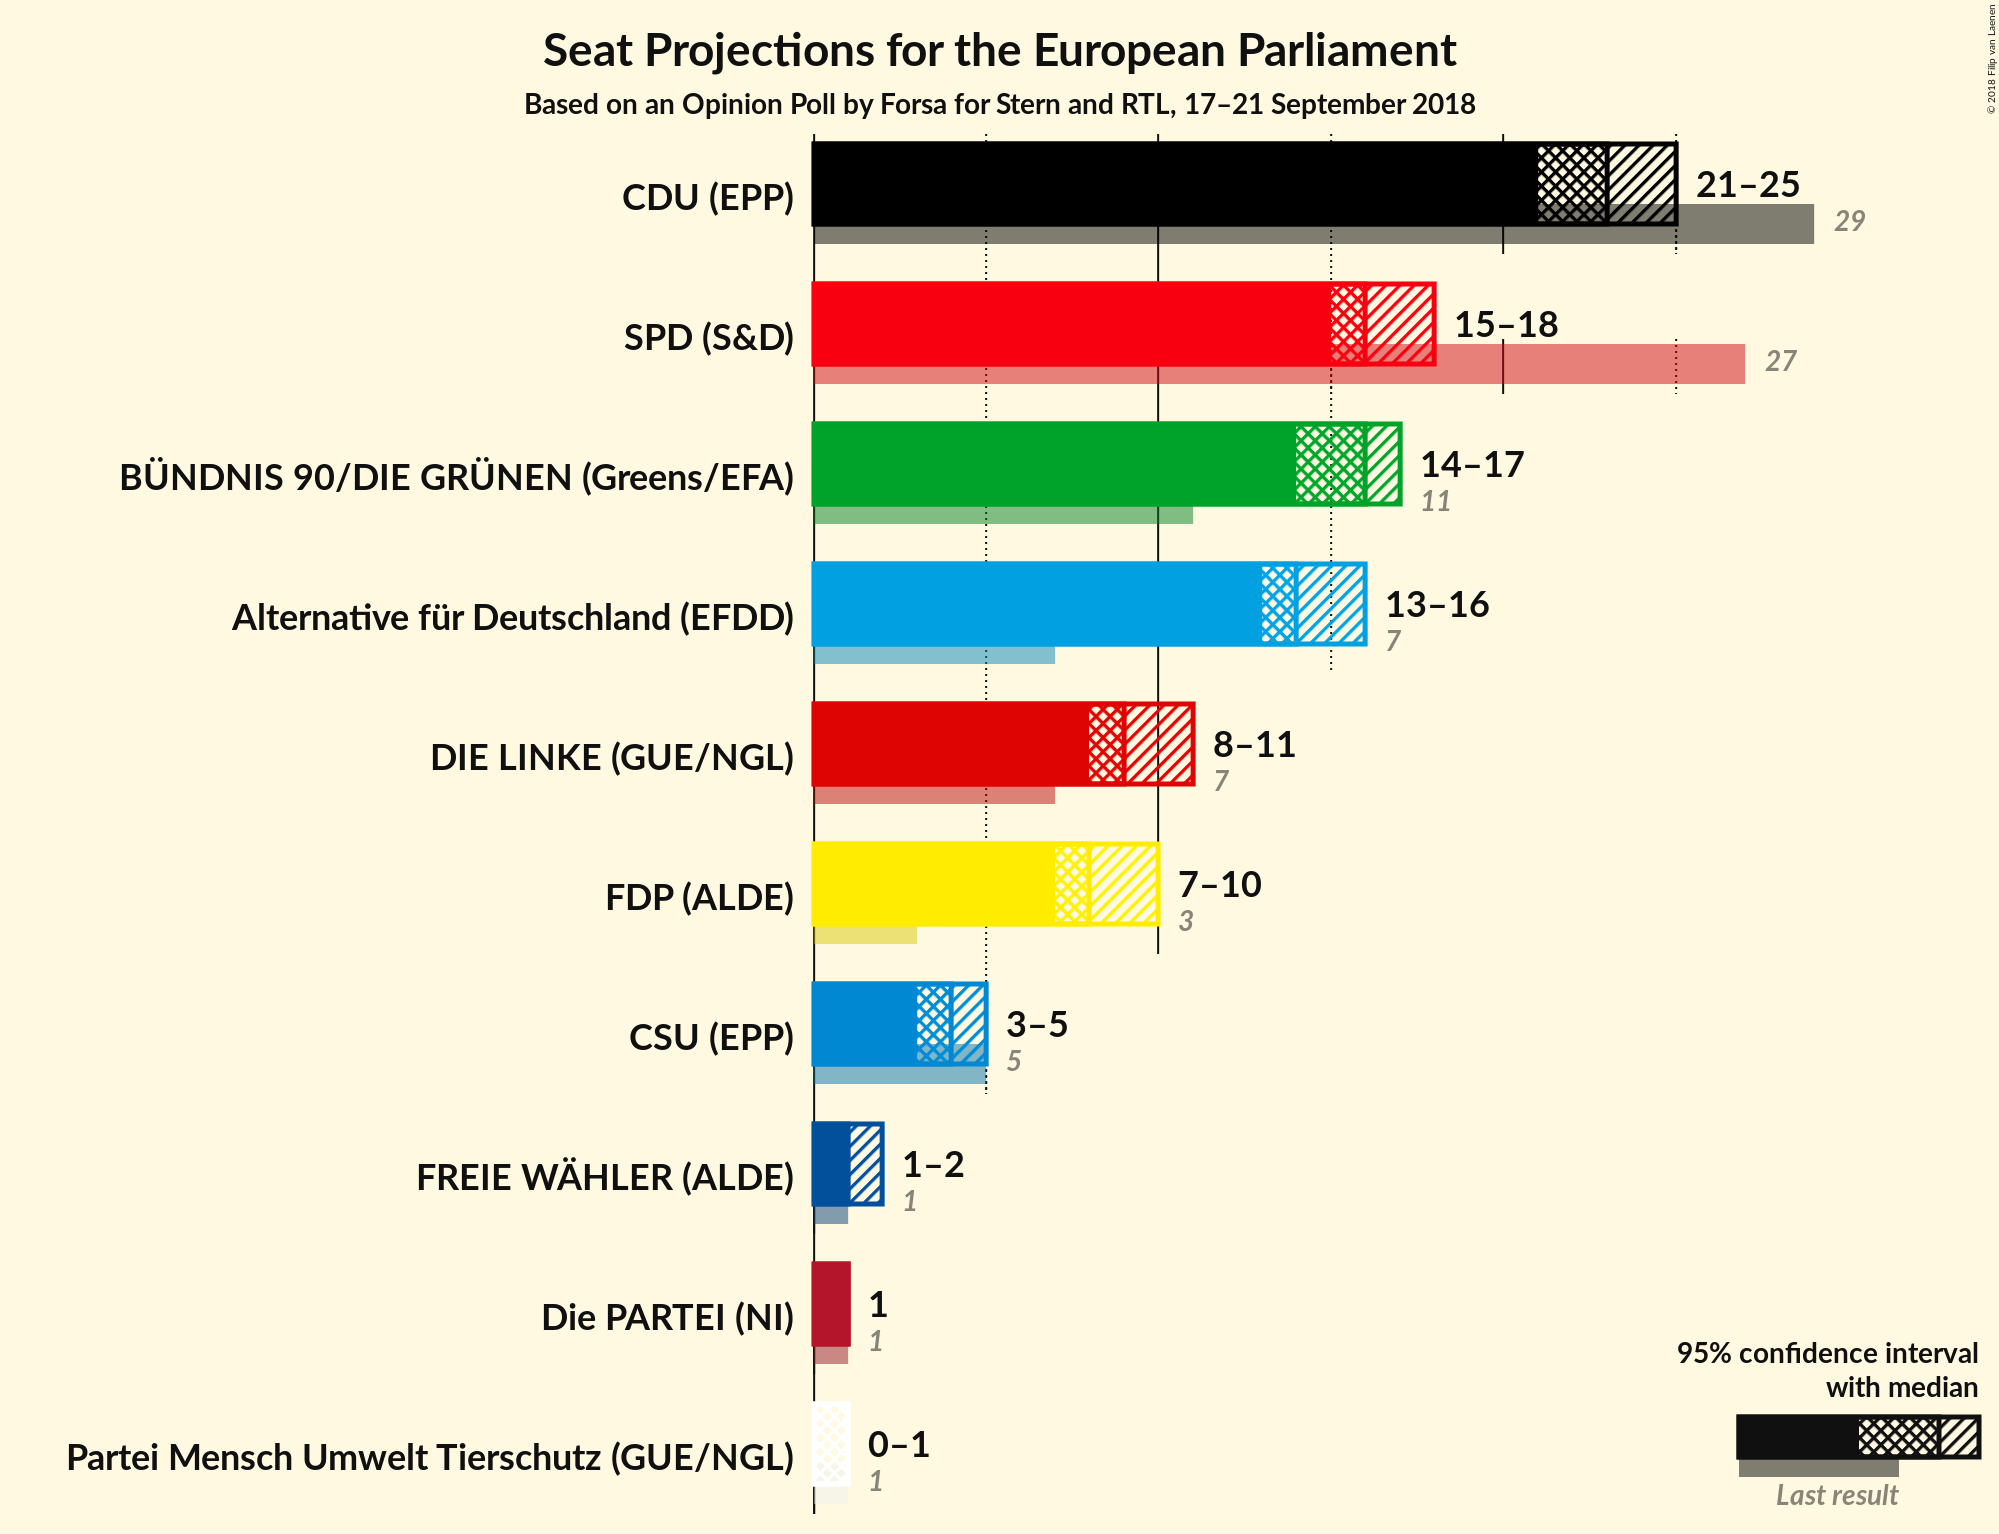 Seat Projections for the European Parliament
Based on an Opinion Poll by Forsa for Stern and RTL, 17–21 September 2018
© 2018 Filip van Laenen
CDU (EPP)
21–25
29
SPD (S&D)
15–18
27
BÜNDNIS 90/DIE GRÜNEN (Greens/EFA)
14–17
11
Alternative für Deutschland (EFDD)
13–16
7
DIE LINKE (GUE/NGL)
8–11
7
FDP (ALDE)
7–10
3
CSU (EPP)
3–5
5
FREIE WÄHLER (ALDE)
1–2
1
Die PARTEI (NI)
1
1
Partei Mensch Umwelt Tierschutz (GUE/NGL)
0–1
1
95% confidence interval
with median
Last result